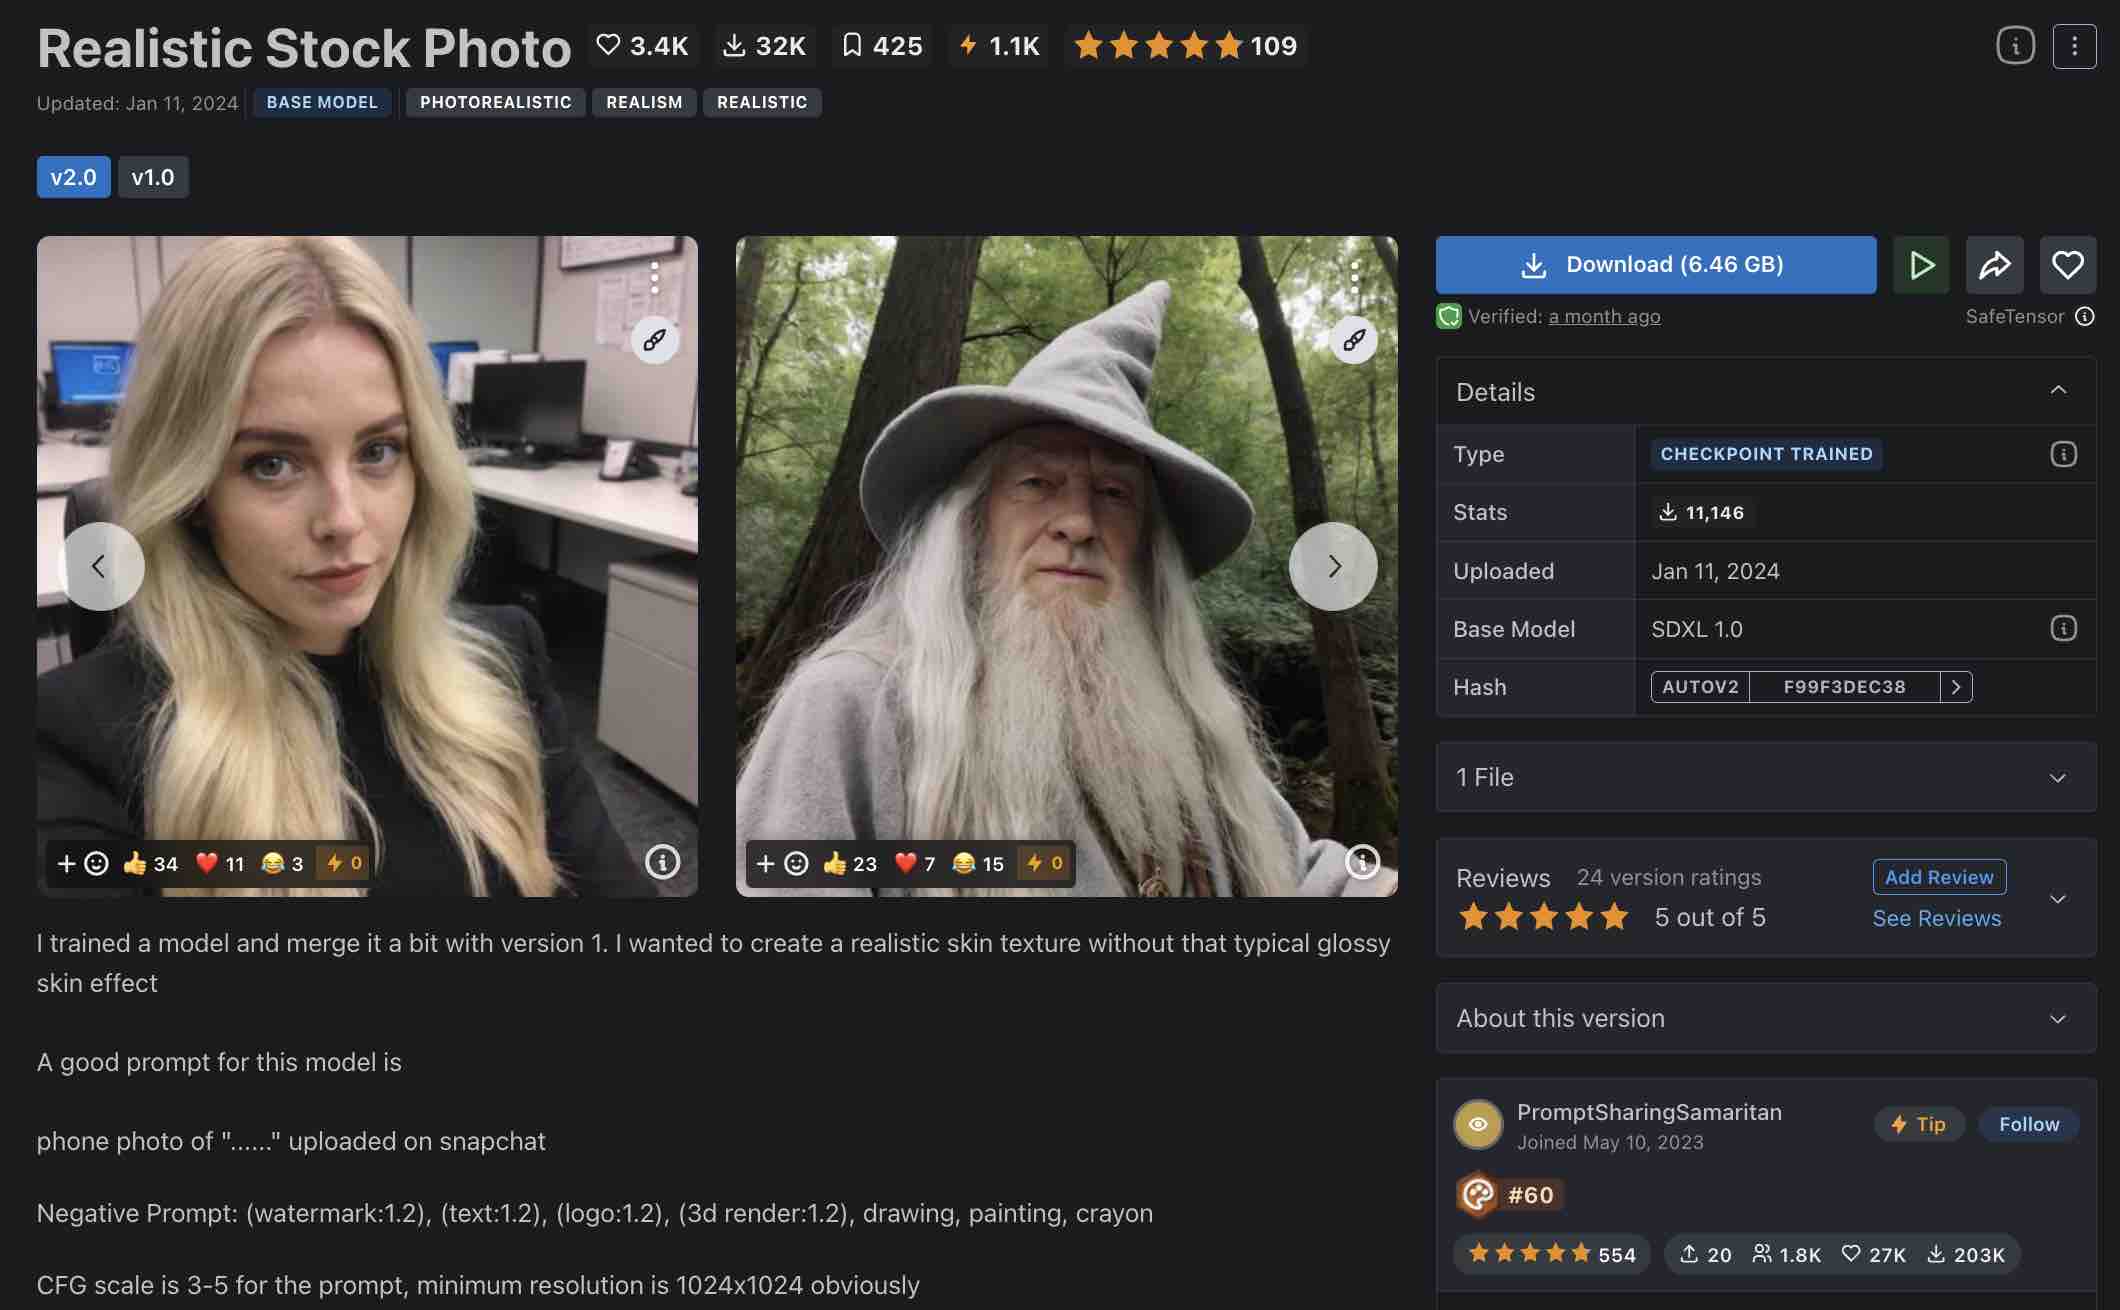 Realistic Stock Photo 3.4K 32K 425 1.1K 109
Updated: Jan 11, 2024 BASE MODEL PHOTOREALISTIC REALISM REALISTIC
v2.0 v1.0
34 11 3 0
23 7 15 0
I trained a model and merge it a bit with version 1. I wanted to create a realistic skin texture without that typical glossy
skin effect
A good prompt for this model is
phone photo of "......" uploaded on snapchat
Negative Prompt: (watermark:1.2), (text:1.2), (logo:1.2), (3d render:1.2), drawing, painting, crayon
CFG scale is 3-5 for the prompt, minimum resolution is 1024x1024 obviously
Download (6.46 GB)
Verified: a month ago SafeTensor
Details
Type CHECKPOINT TRAINED
Stats 11,146
Uploaded Jan 11, 2024
Base Model SDXL 1.0
Hash AUTOV2 F99F3DEC38
1 File
Reviews 24 version ratings Add Review
5 out of 5 See Reviews
About this version
PromptSharingSamaritan Tip Follow
Joined May 10, 2023
#60
554 20 1.8K 27K 203K